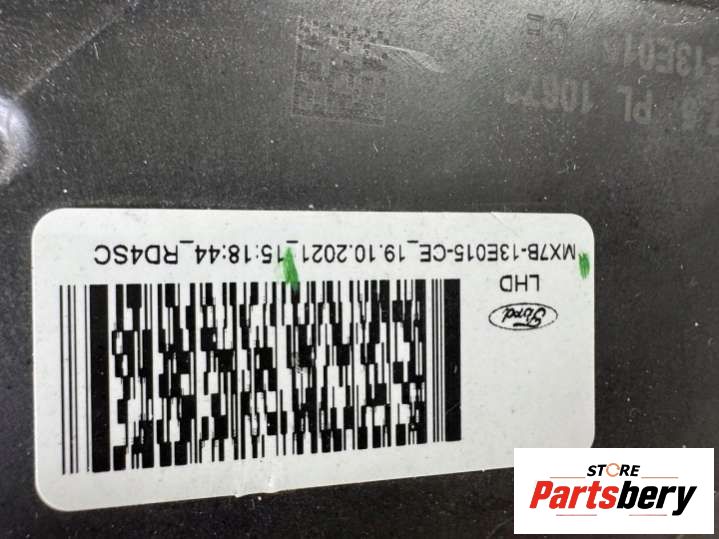 MX7B-13E015-CE_19.10.2021_15:18:44_RD4SC
LHD
Ford
STORE
Partsbery